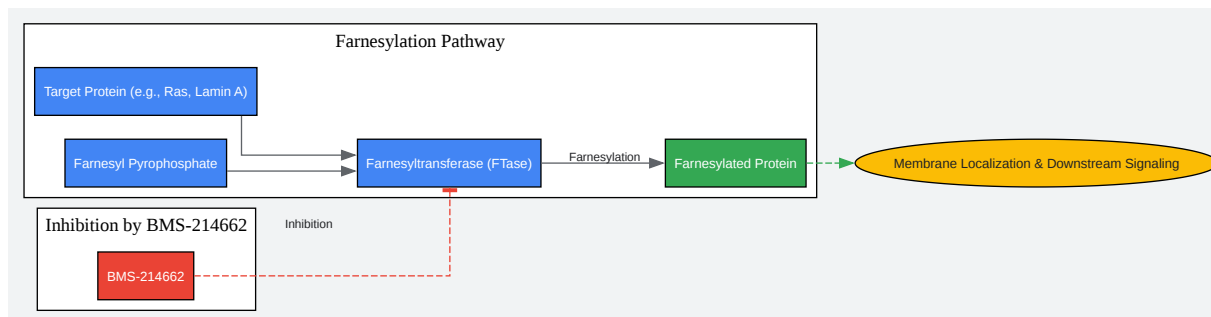 Farnesylation Pathway
Target Protein (e.g., Ras, Lamin A)
Farnesyl Pyrophosphate
Farnesyltransferase (FTase)
Farnesylation
Farnesylated Protein
Membrane Localization & Downstream Signaling
Inhibition by BMS-214662
Inhibition
BMS-214662